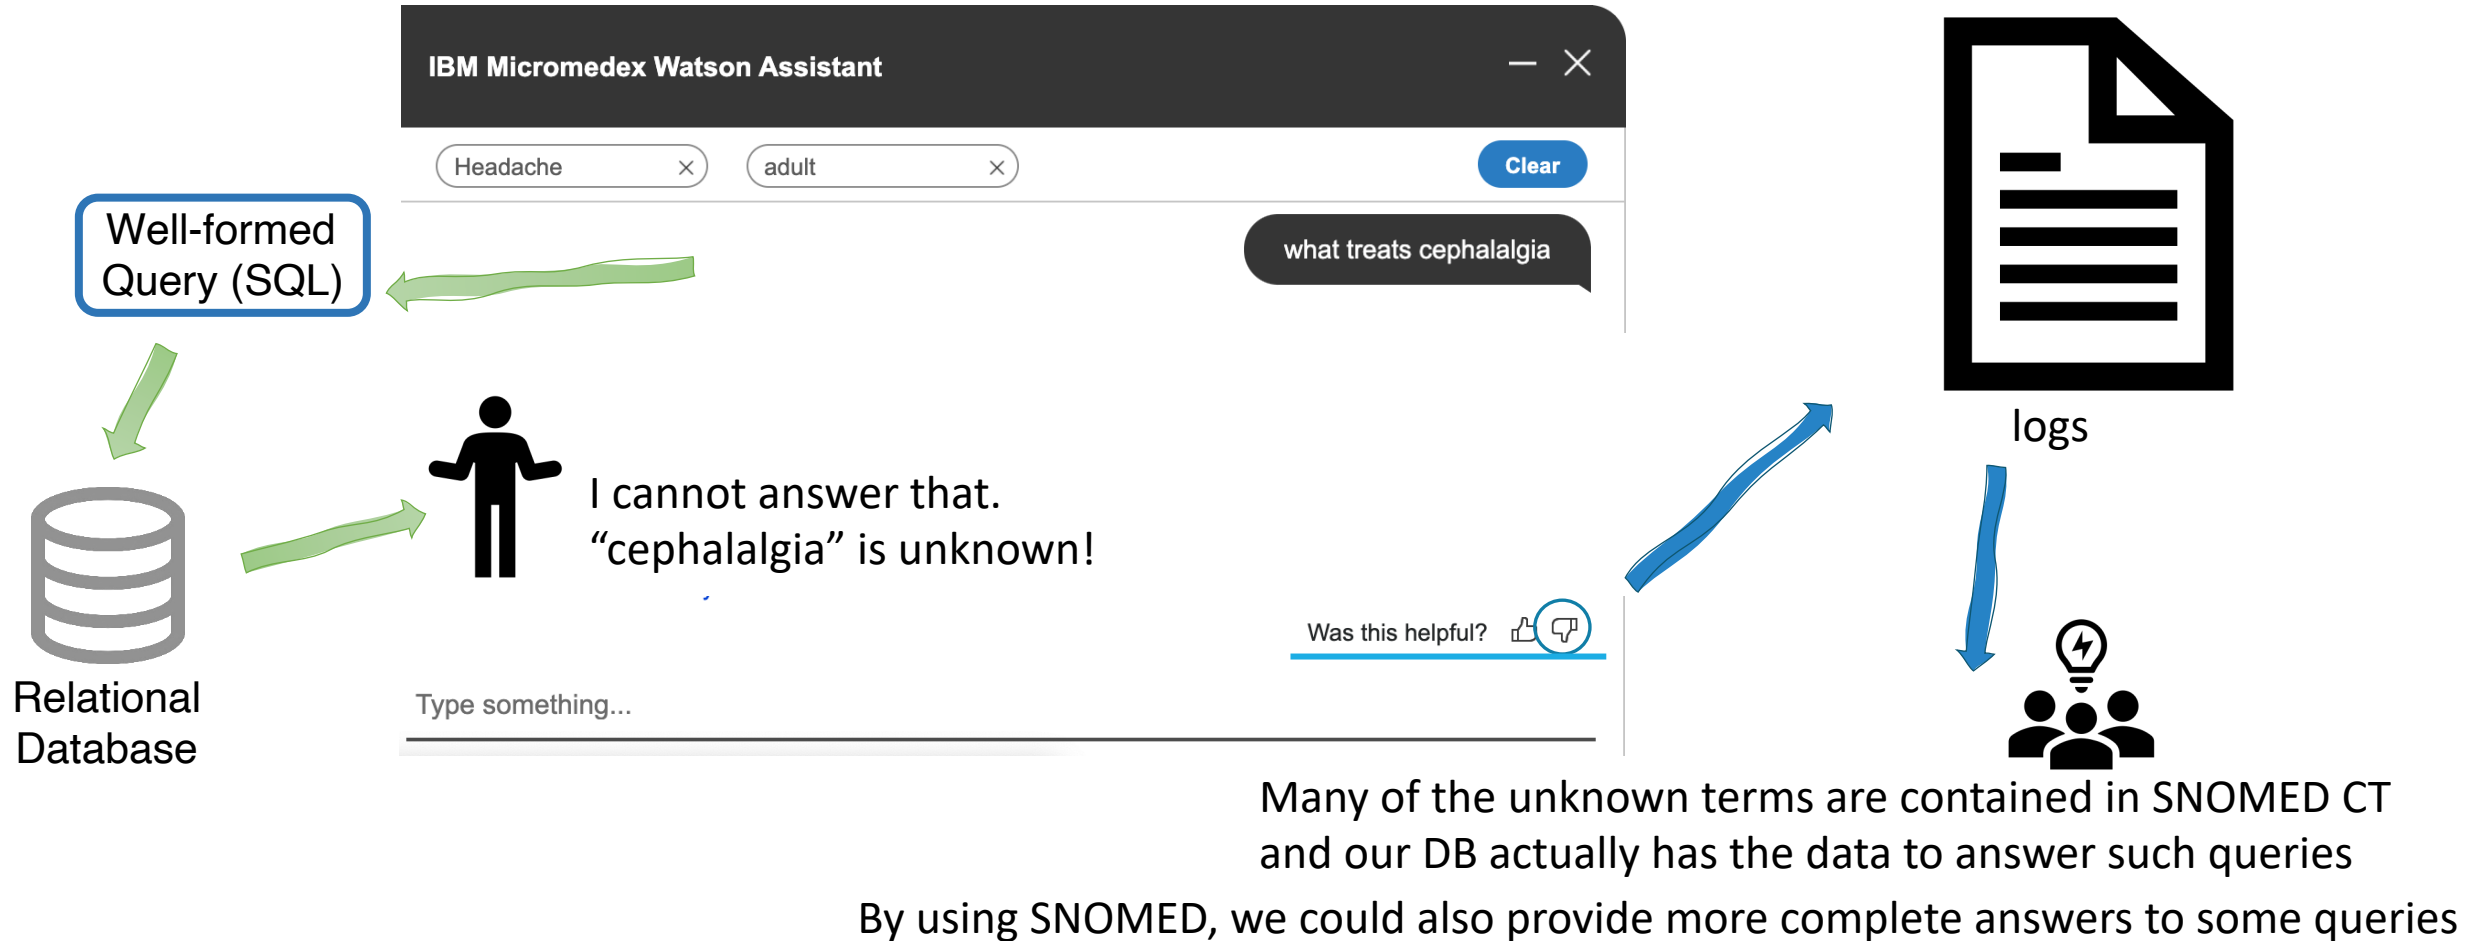 IBM Micromedex Watson Assistant
Headache
adult
Clear
what treats cephalalgia
Well-formed
Query (SQL)
Relational
Database
I cannot answer that.
“cephalalgia” is unknown!
Was this helpful?
Type something...
logs
Many of the unknown terms are contained in SNOMED CT
and our DB actually has the data to answer such queries
By using SNOMED, we could also provide more complete answers to some queries